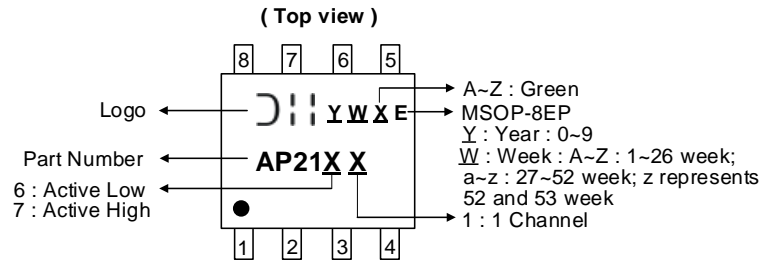 ( Top view )
8 7 6 5
Logo
Y W X E
A~Z : Green
MSOP-8EP
Y : Year : 0~9
W : Week : A~Z : 1~26 week;
a~z : 27~52 week; z represents
52 and 53 week
Part Number
AP21X X
6 : Active Low
7 : Active High
1 : 1 Channel
1 2 3 4